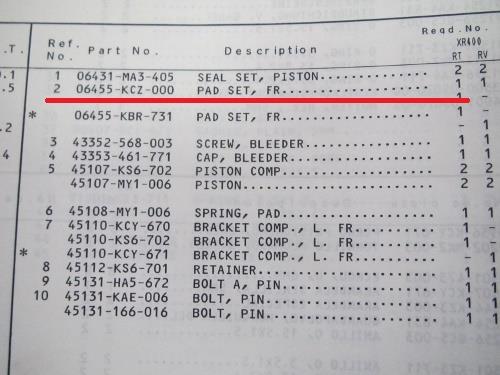 Reqd. No.
Ref. Part No. Description XR400
.T. No. RT RV
0.1 1 06431-MA3-405 SEAL SET, PISTON............... 2 2
.5 2 06455-KCZ-000 PAD SET, FR.................... 1 1
1 -
* 06455-KBR-731 PAD SET, FR.................... - 1
.2
3 43352-568-003 SCREW, BLEEDER................. 1 1
4 4 43353-461-771 CAP, BLEEDER................... 1 1
5 45107-KS6-702 PISTON COMP.................... 2 2
45107-MY1-006 PISTON......................... 2 2
6 45108-MY1-006 SPRING, PAD.................... 1 1
7 45110-KCY-670 BRACKET COMP., L. FR........... 1 -
45110-KS6-702 BRACKET COMP., L. FR........... 1 -
* 45110-KCY-671 BRACKET COMP., L. FR........... - 1
8 45112-KS6-701 RETAINER....................... 1 1
9 45131-HA5-672 BOLT A, PIN.................... 1 1
10 45131-KAE-006 BOLT, PIN...................... 1 1
45131-166-016 BOLT, PIN...................... 1 1